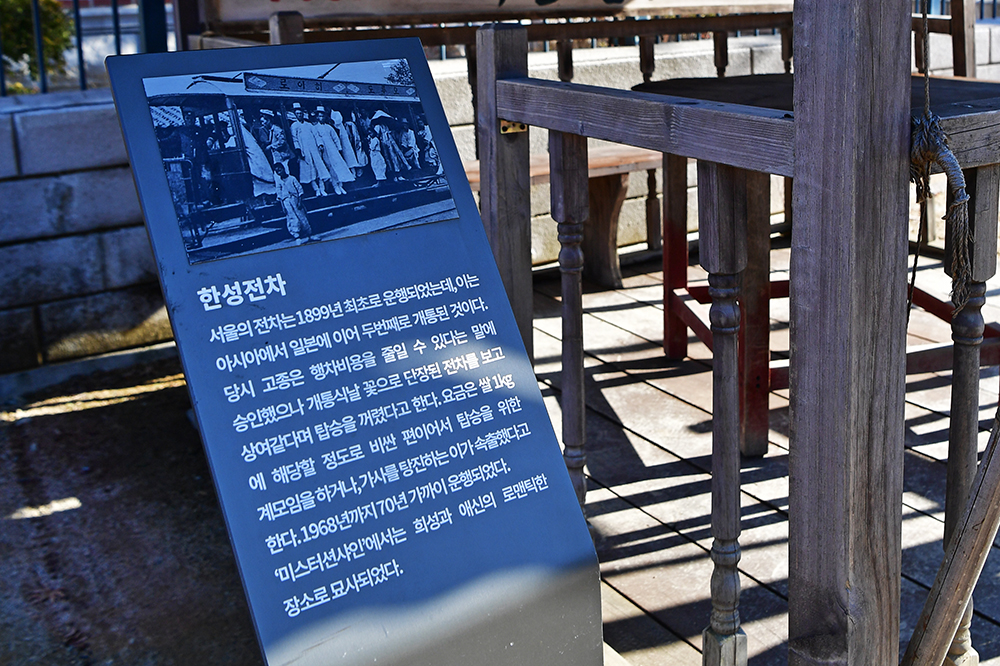 한성전차
서울의 전차는 1899년 최초로 운행되었는데, 이는
아시아에서 일본에 이어 두번째로 개통된 것이다.
당시 고종은 행차비용을 줄일 수 있다는 말에
승인했으나 개통식날 꽃으로 단장된 전차를 보고
상여같다며 탑승을 꺼렸다고 한다. 요금은 쌀 1kg
에 해당할 정도로 비싼 편이어서 탑승을 위한
계모임을 하거나, 가사를 탕진하는 이가 속출했다고
한다. 1968년까지 70년 가까이 운행되었다.
'미스터션샤인'에서는 희성과 애신의 로맨틱한
장소로 묘사되었다.